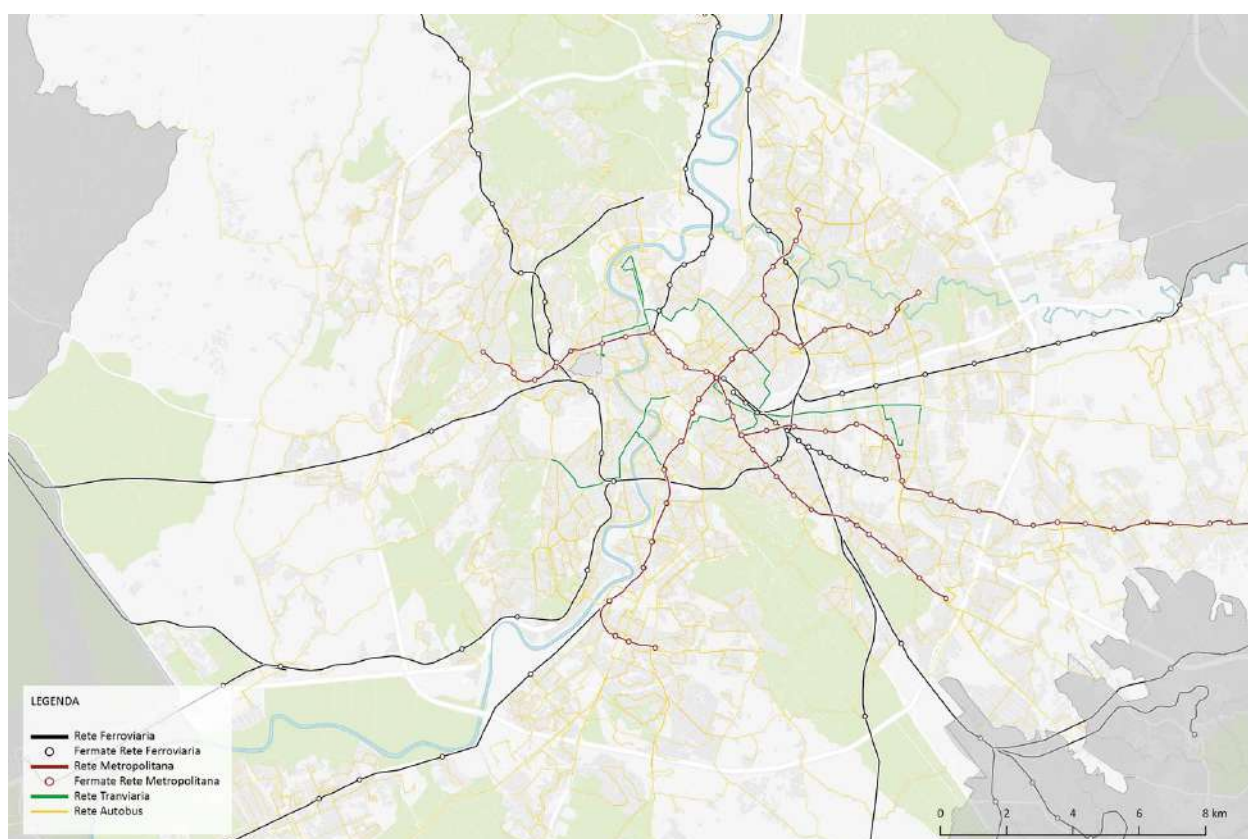 LEGENDA
Rete Ferroviaria
Fermate Rete Ferroviaria
Rete Metropolitana
Fermate Rete Metropolitana
Rete Tranviaria
Rete Autobus
0 2 4 6 8 km